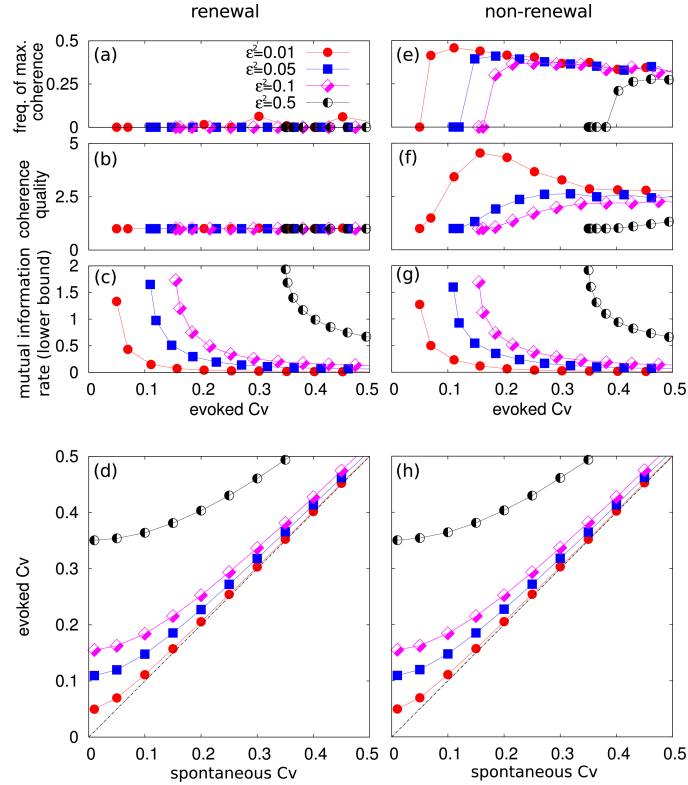 renewal
non-renewal
freq. of max.
coherence
0.5
0.25
0
(a)
ε²=0.01
ε²=0.05
ε²=0.1
ε²=0.5
(e)
coherence
quality
5
2.5
0
(b)
(f)
mutual information
rate (lower bound)
2
1.5
1
0.5
0
(c)
(g)
0
0.1
0.2
0.3
0.4
0.5
evoked Cv
0
0.1
0.2
0.3
0.4
0.5
evoked Cv
evoked Cv
0.5
0.4
0.3
0.2
0.1
0
(d)
(h)
0
0.1
0.2
0.3
0.4
0.5
spontaneous Cv
0
0.1
0.2
0.3
0.4
0.5
spontaneous Cv